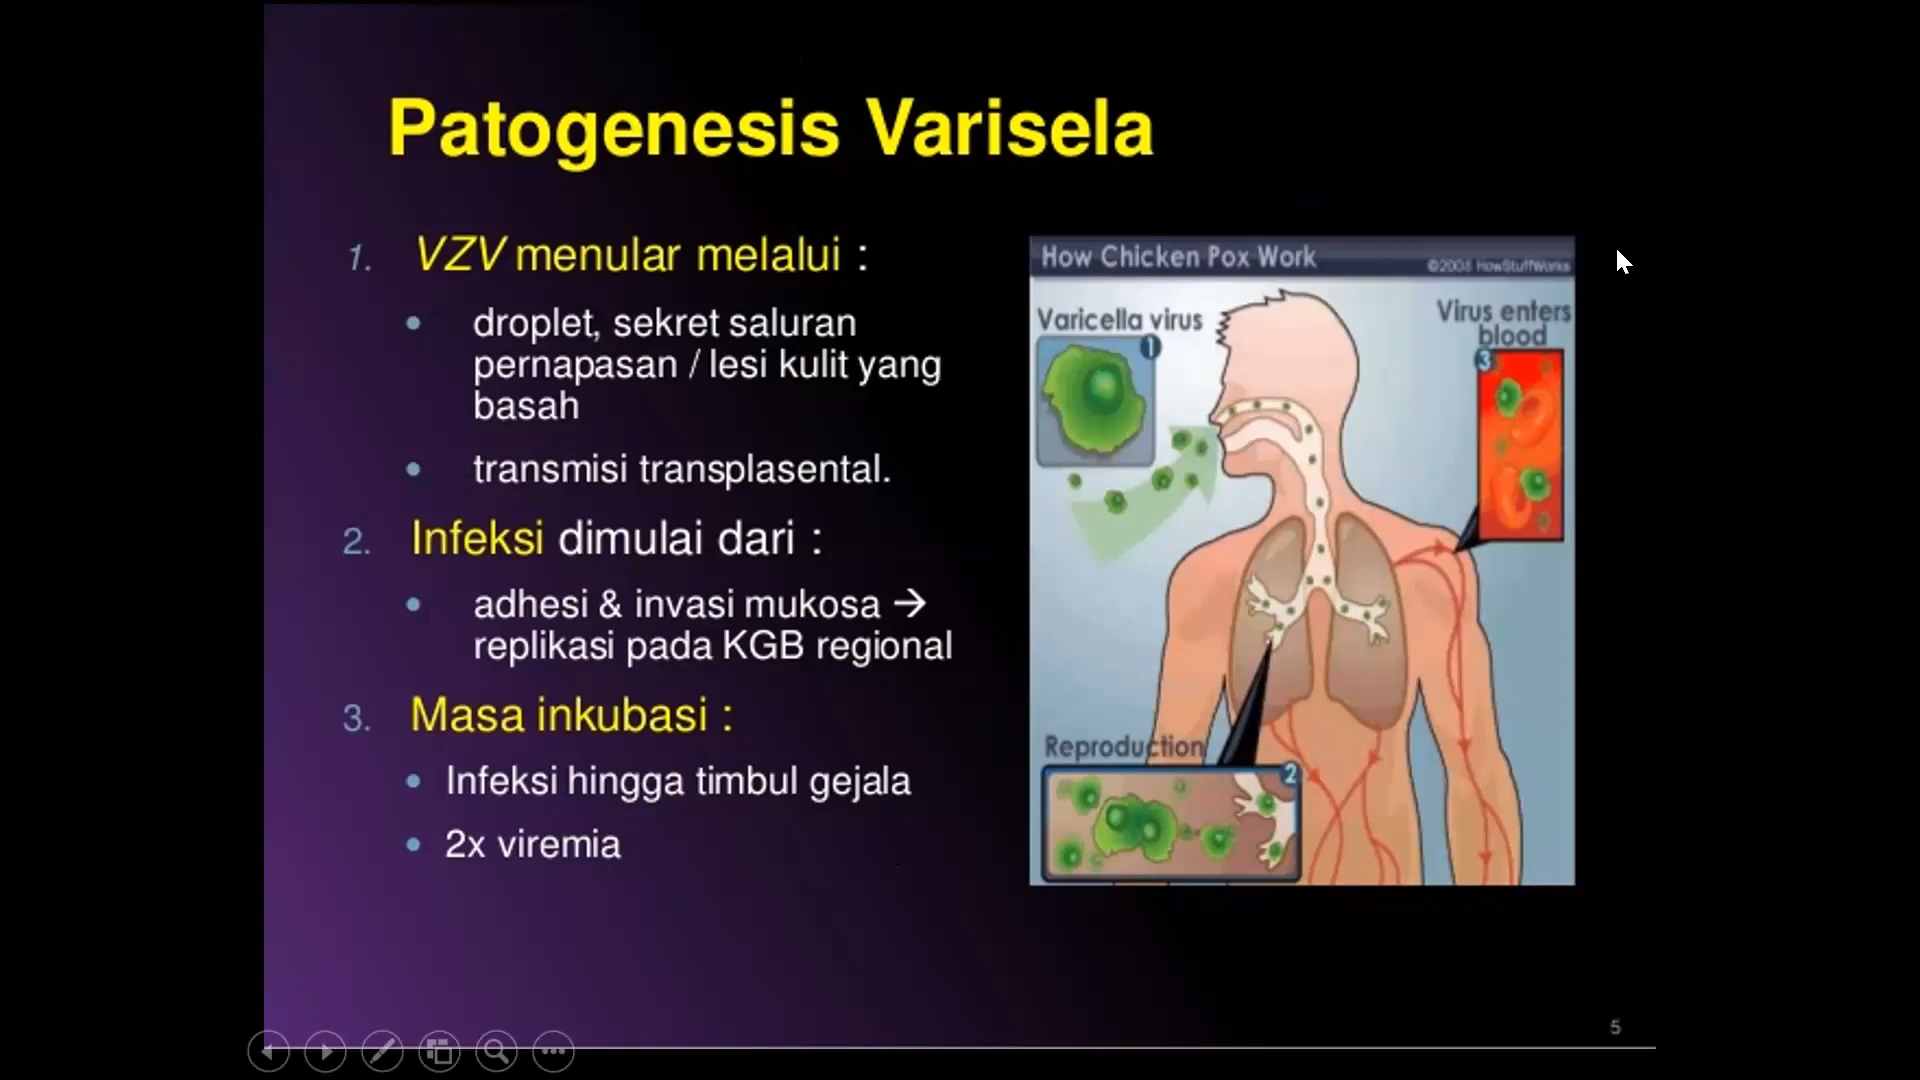 Patogenesis Varisela
1. VZV menular melalui :
• droplet, sekret saluran
pernapasan / lesi kulit yang
basah
• transmisi transplasental.
2. Infeksi dimulai dari :
• adhesi & invasi mukosa →
replikasi pada KGB regional
3. Masa inkubasi :
• Infeksi hingga timbul gejala
• 2x viremia
How Chicken Pox Work
©2008 HowStuffWorks
Varicella virus
1
Virus enters
blood
3
Reproduction
2
5